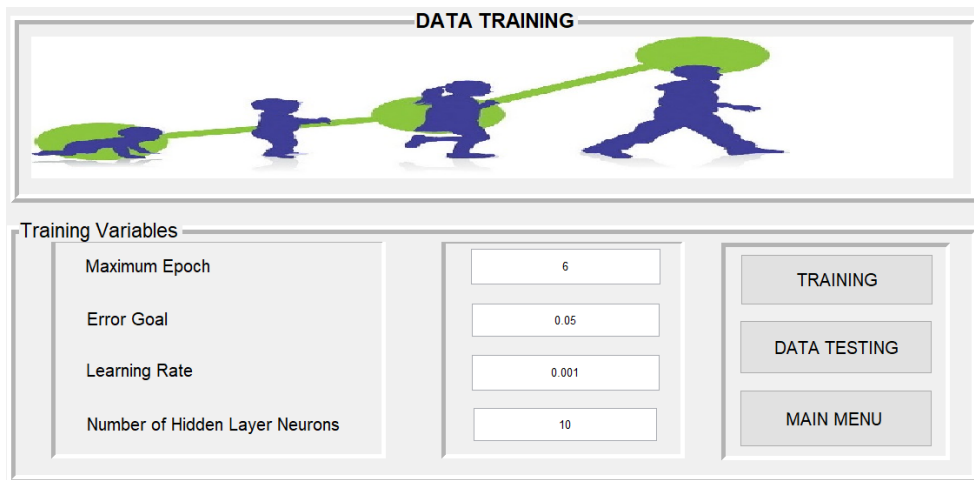 DATA TRAINING
Training Variables
Maximum Epoch
6
Error Goal
0.05
Learning Rate
0.001
Number of Hidden Layer Neurons
10
TRAINING
DATA TESTING
MAIN MENU